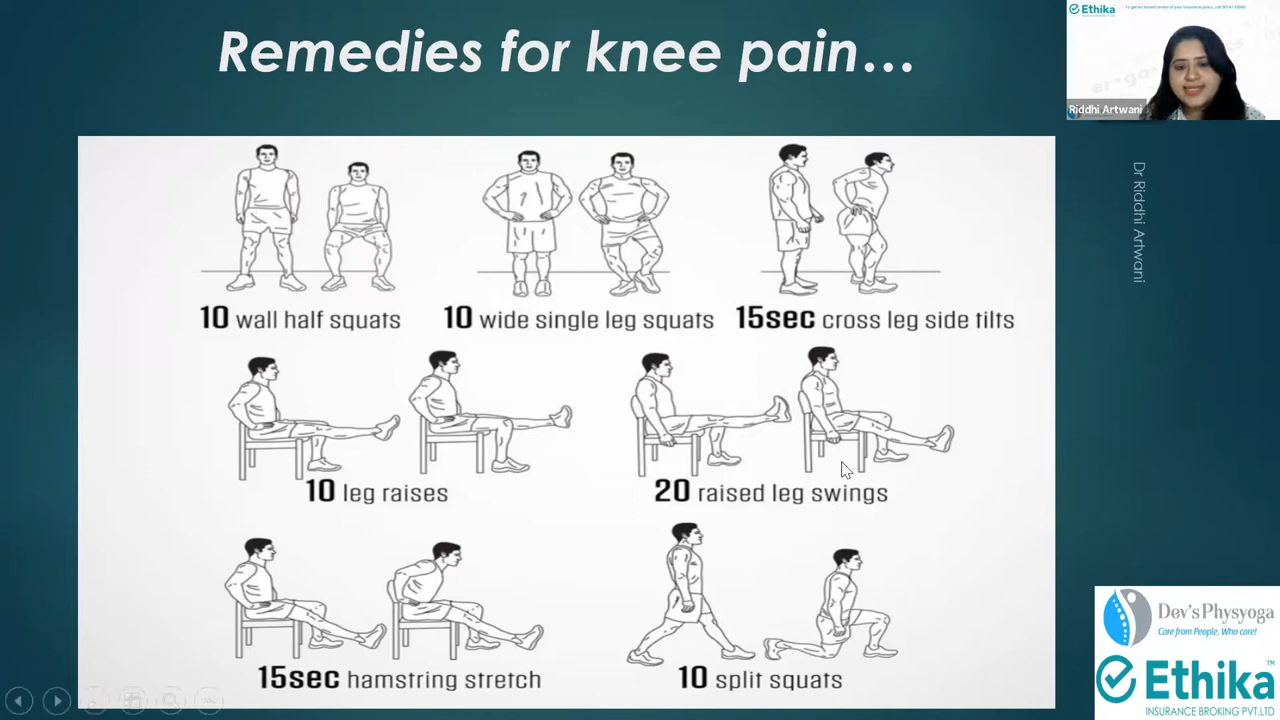 Remedies for knee pain…
Ethika
Riddhi Artwani
Dr Riddhi Artwani
10 wall half squats
10 wide single leg squats
15sec cross leg side tilts
10 leg raises
20 raised leg swings
15sec hamstring stretch
10 split squats
Dev's Physyoga
Care from People, Who care!
Ethika
INSURANCE BROKING PVT.LTD